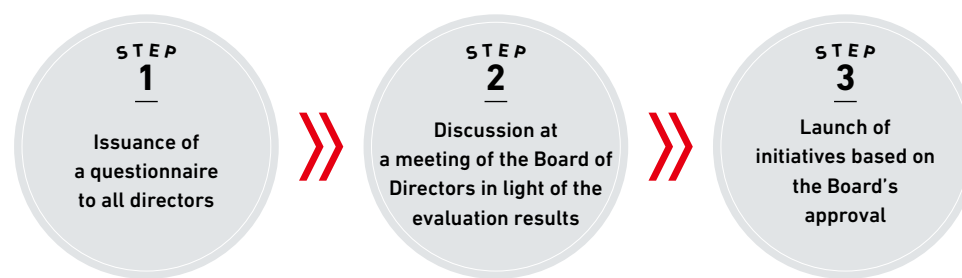 STEP
1
Issuance of
a questionnaire
to all directors
STEP
2
Discussion at
a meeting of the Board of
Directors in light of the
evaluation results
STEP
3
Launch of
initiatives based on
the Board's
approval